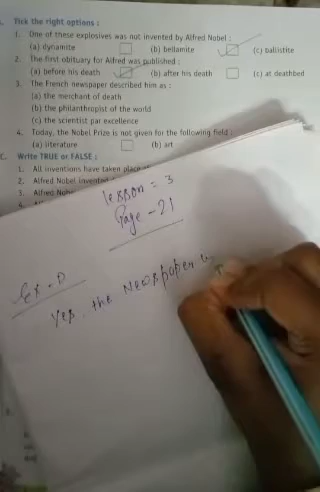 Pick the right options :
1. One of these explosives was not invented by Alfred Nobel :
(a) dynamite (b) bellamite (c) ballistite
2. The first obituary for Alfred was published :
(a) before his death (b) after his death (c) at deathbed
3. The French newspaper described him as :
(a) the merchant of death
(b) the philanthropist of the world
(c) the scientist par excellence
4. Today, the Nobel Prize is not given for the following field :
(a) literature (b) art
C. Write TRUE or FALSE :
1. All inventions have taken place
2. Alfred Nobel invented
3. Alfred
4.
lesson = 3
Page - 21
Ex - D
Yes, the Newspaper